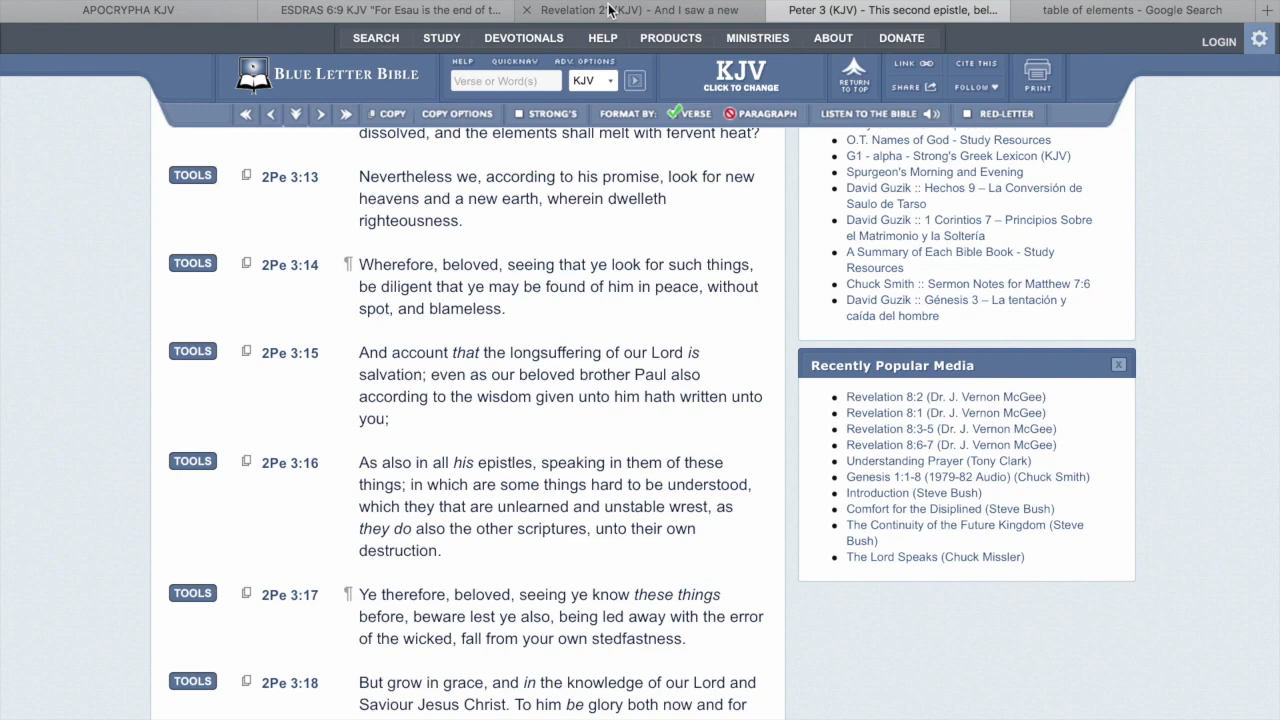 APOCRYPHA KJV
ESDRAS 6:9 KJV "For Esau is the end of t...
And I saw a new
Peter 3 (KJV) - This second epistle, bel...
table of elements - Google Search
SEARCH STUDY DEVOTIONALS HELP PRODUCTS MINISTRIES ABOUT DONATE
LOGIN
BLUE LETTER BIBLE
HELP QUICKNAV ADV. OPTIONS
Verse or Word(s)
KJV
KJV
CLICK TO CHANGE
RETURN
TO TOP
LINK
CITE THIS
SHARE
FOLLOW
PRINT
COPY COPY OPTIONS STRONG'S FORMAT BY: VERSE PARAGRAPH LISTEN TO THE BIBLE RED-LETTER
dissolved, and the elements shall melt with fervent heat?
TOOLS 2Pe 3:13 Nevertheless we, according to his promise, look for new
heavens and a new earth, wherein dwelleth
righteousness.
TOOLS 2Pe 3:14 ¶ Wherefore, beloved, seeing that ye look for such things,
be diligent that ye may be found of him in peace, without
spot, and blameless.
TOOLS 2Pe 3:15 And account that the longsuffering of our Lord is
salvation; even as our beloved brother Paul also
according to the wisdom given unto him hath written unto
you;
TOOLS 2Pe 3:16 As also in all his epistles, speaking in them of these
things; in which are some things hard to be understood,
which they that are unlearned and unstable wrest, as
they do also the other scriptures, unto their own
destruction.
TOOLS 2Pe 3:17 ¶ Ye therefore, beloved, seeing ye know these things
before, beware lest ye also, being led away with the error
of the wicked, fall from your own stedfastness.
TOOLS 2Pe 3:18 But grow in grace, and in the knowledge of our Lord and
Saviour Jesus Christ. To him be glory both now and for
O.T. Names of God - Study Resources
G1 - alpha - Strong's Greek Lexicon (KJV)
Spurgeon's Morning and Evening
David Guzik :: Hechos 9 – La Conversión de
Saulo de Tarso
David Guzik :: 1 Corintios 7 – Principios Sobre
el Matrimonio y la Soltería
A Summary of Each Bible Book - Study
Resources
Chuck Smith :: Sermon Notes for Matthew 7:6
David Guzik :: Génesis 3 – La tentación y
caída del hombre
Recently Popular Media
Revelation 8:2 (Dr. J. Vernon McGee)
Revelation 8:1 (Dr. J. Vernon McGee)
Revelation 8:3-5 (Dr. J. Vernon McGee)
Revelation 8:6-7 (Dr. J. Vernon McGee)
Understanding Prayer (Tony Clark)
Genesis 1:1-8 (1979-82 Audio) (Chuck Smith)
Introduction (Steve Bush)
Comfort for the Disiplined (Steve Bush)
The Continuity of the Future Kingdom (Steve
Bush)
The Lord Speaks (Chuck Missler)